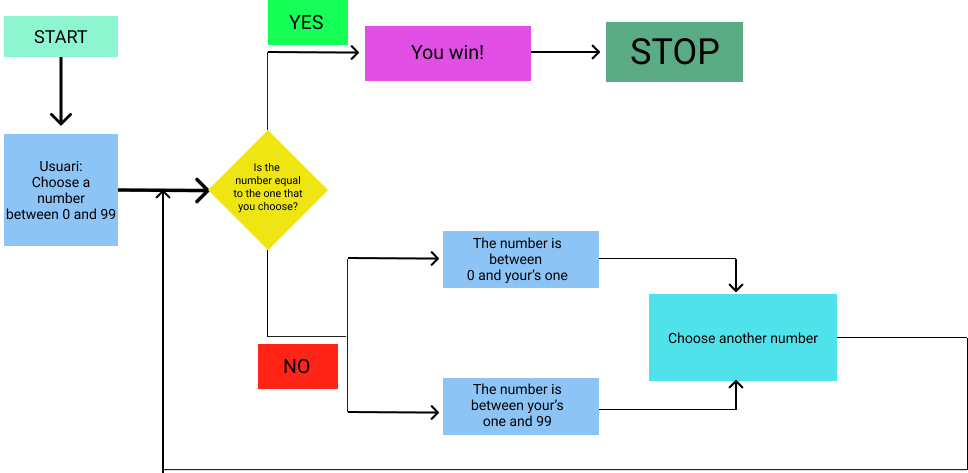 START
YES
You win!
STOP
Usuari:
Choose a
number
between 0 and 99
Is the
number equal
to the one that
you choose?
The number is
between
0 and your's one
Choose another number
NO
The number is
between your's
one and 99